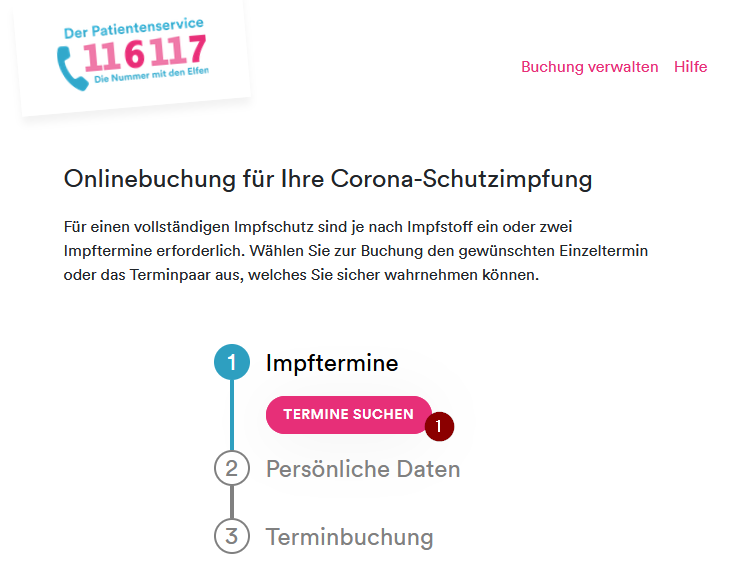 Der Patientenservice
116117
Die Nummer mit den Elfen
Buchung verwalten Hilfe
Onlinebuchung für Ihre Corona-Schutzimpfung
Für einen vollständigen Impfschutz sind je nach Impfstoff ein oder zwei
Impftermine erforderlich. Wählen Sie zur Buchung den gewünschten Einzeltermin
oder das Terminpaar aus, welches Sie sicher wahrnehmen können.
1 Impftermine
TERMINE SUCHEN 1
2 Persönliche Daten
3 Terminbuchung